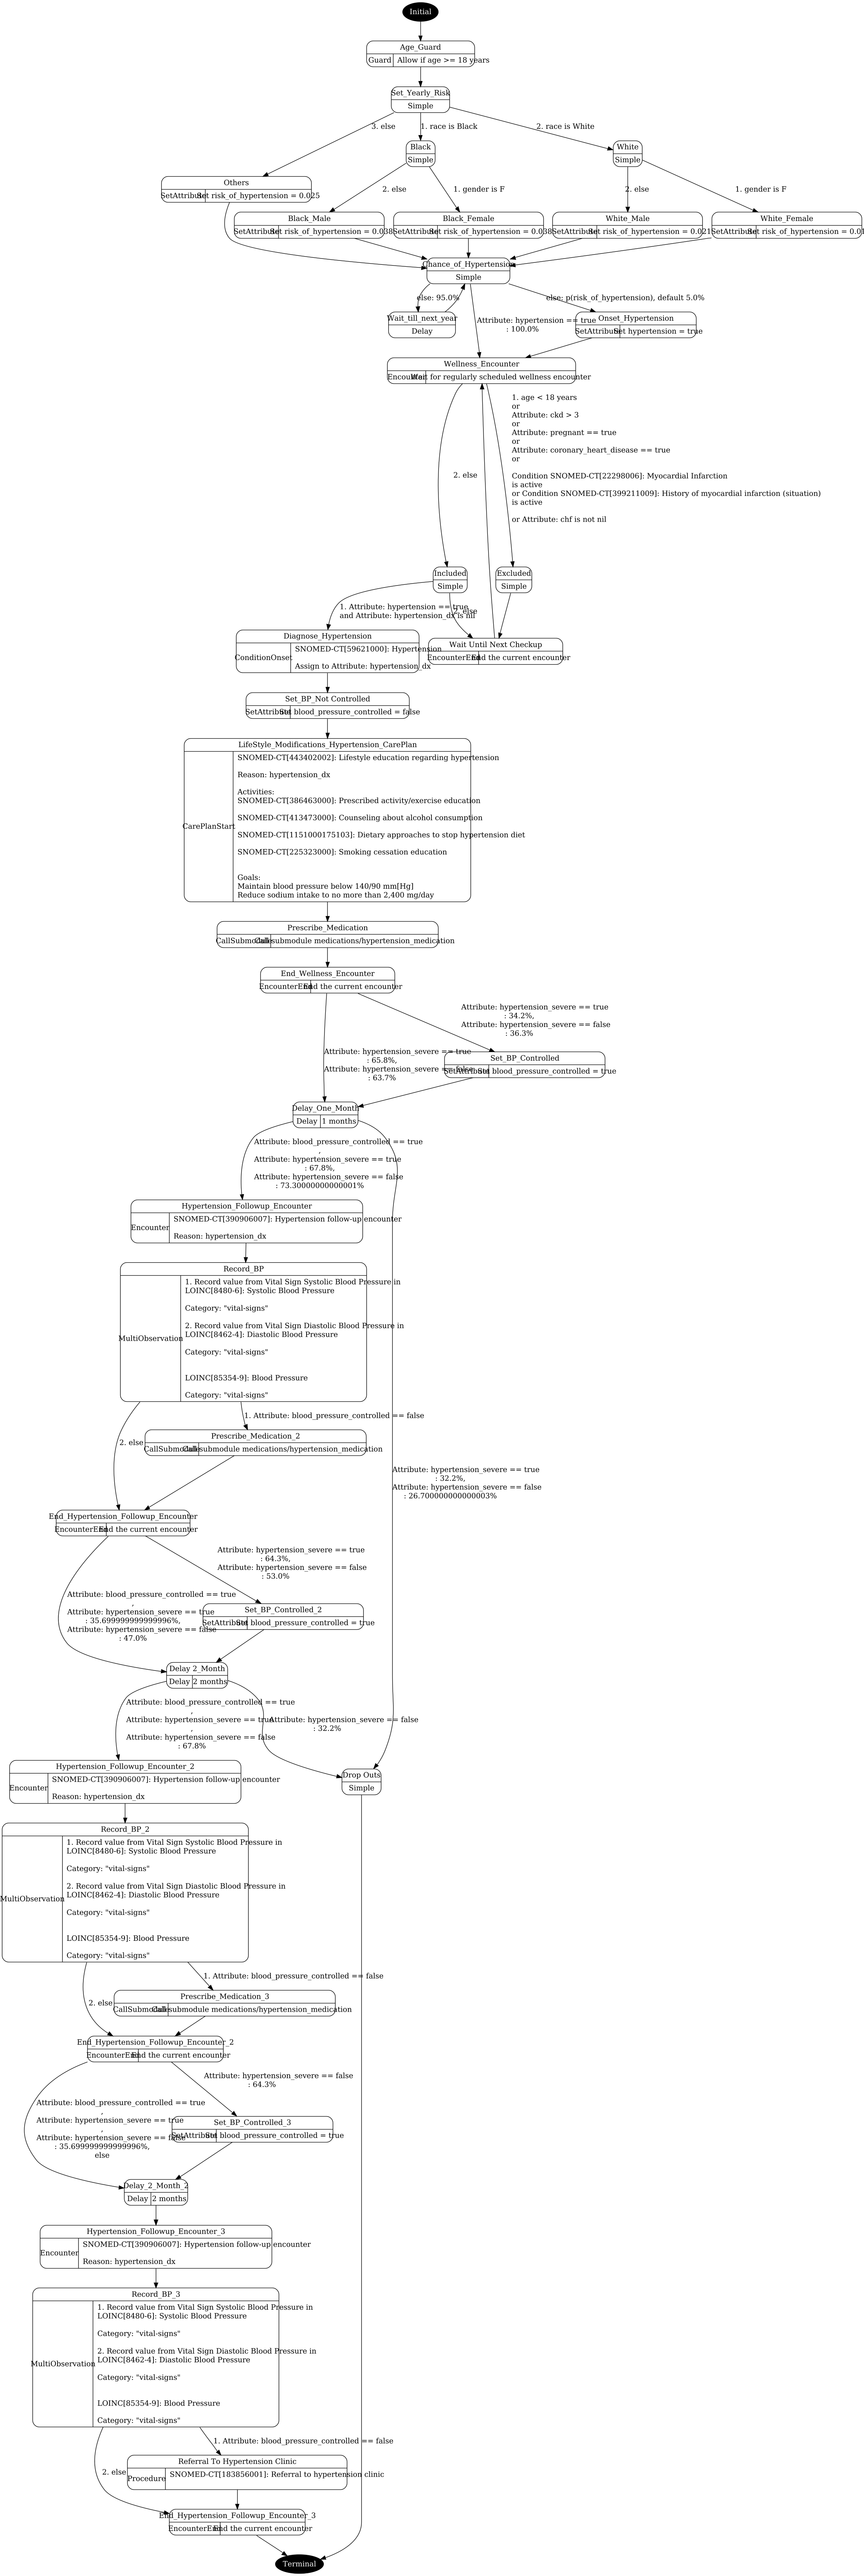 Initial
Age_Guard
Guard
Allow if age >= 18 years
Set_Yearly_Risk
Simple
3. else
1. race is Black
2. race is White
Black
Simple
White
Simple
Others
SetAttribute
Set risk_of_hypertension = 0.025
2. else
1. gender is F
2. else
1. gender is F
Black_Male
SetAttribute
Set risk_of_hypertension = 0.038
Black_Female
SetAttribute
Set risk_of_hypertension = 0.038
White_Male
SetAttribute
Set risk_of_hypertension = 0.021
White_Female
SetAttribute
Set risk_of_hypertension = 0.01
Chance_of_Hypertension
Simple
else: 95.0%
else: p(risk_of_hypertension), default 5.0%
Wait_till_next_year
Delay
Attribute: hypertension == true
: 100.0%
Onset_Hypertension
SetAttribute
Set hypertension = true
Wellness_Encounter
Encounter
Wait for regularly scheduled wellness encounter
1. age < 18 years
or
Attribute: ckd > 3
or
Attribute: pregnant == true
or
Attribute: coronary_heart_disease == true
or
Condition SNOMED-CT[22298006]: Myocardial Infarction
is active
or Condition SNOMED-CT[399211009]: History of myocardial infarction (situation)
is active
or Attribute: chf is not nil
2. else
Included
Simple
Excluded
Simple
1. Attribute: hypertension == true
and Attribute: hypertension_dx is nil
2. else
Diagnose_Hypertension
ConditionOnset
SNOMED-CT[59621000]: Hypertension
Assign to Attribute: hypertension_dx
Wait Until Next Checkup
EncounterEnd
End the current encounter
Set_BP_Not Controlled
SetAttribute
Set blood_pressure_controlled = false
LifeStyle_Modifications_Hypertension_CarePlan
CarePlanStart
SNOMED-CT[443402002]: Lifestyle education regarding hypertension
Reason: hypertension_dx
Activities:
SNOMED-CT[386463000]: Prescribed activity/exercise education
SNOMED-CT[413473000]: Counseling about alcohol consumption
SNOMED-CT[1151000175103]: Dietary approaches to stop hypertension diet
SNOMED-CT[225323000]: Smoking cessation education
Goals:
Maintain blood pressure below 140/90 mm[Hg]
Reduce sodium intake to no more than 2,400 mg/day
Prescribe_Medication
CallSubmodule
Call submodule medications/hypertension_medication
End_Wellness_Encounter
EncounterEnd
End the current encounter
Attribute: hypertension_severe == true
: 34.2%,
Attribute: hypertension_severe == false
: 36.3%
Attribute: hypertension_severe == true
: 65.8%,
Attribute: hypertension_severe == false
: 63.7%
Set_BP_Controlled
SetAttribute
Set blood_pressure_controlled = true
Delay_One_Month
Delay
1 months
Attribute: blood_pressure_controlled == true
,
Attribute: hypertension_severe == true
: 67.8%,
Attribute: hypertension_severe == false
: 73.30000000000001%
Hypertension_Followup_Encounter
Encounter
SNOMED-CT[390906007]: Hypertension follow-up encounter
Reason: hypertension_dx
Record_BP
MultiObservation
1. Record value from Vital Sign Systolic Blood Pressure in
LOINC[8480-6]: Systolic Blood Pressure
Category: "vital-signs"
2. Record value from Vital Sign Diastolic Blood Pressure in
LOINC[8462-4]: Diastolic Blood Pressure
Category: "vital-signs"
LOINC[85354-9]: Blood Pressure
Category: "vital-signs"
1. Attribute: blood_pressure_controlled == false
2. else
Prescribe_Medication_2
CallSubmodule
Call submodule medications/hypertension_medication
Attribute: hypertension_severe == true
: 32.2%,
Attribute: hypertension_severe == false
: 26.700000000000003%
End_Hypertension_Followup_Encounter
EncounterEnd
End the current encounter
Attribute: hypertension_severe == true
: 64.3%,
Attribute: hypertension_severe == false
: 53.0%
Attribute: blood_pressure_controlled == true
,
Attribute: hypertension_severe == true
: 35.699999999999996%,
Attribute: hypertension_severe == false
: 47.0%
Set_BP_Controlled_2
SetAttribute
Set blood_pressure_controlled = true
Delay 2_Month
Delay
2 months
Attribute: blood_pressure_controlled == true
,
Attribute: hypertension_severe == true
,
Attribute: hypertension_severe == false
: 67.8%
Attribute: hypertension_severe == false
: 32.2%
Hypertension_Followup_Encounter_2
Encounter
SNOMED-CT[390906007]: Hypertension follow-up encounter
Reason: hypertension_dx
Drop Outs
Simple
Record_BP_2
MultiObservation
1. Record value from Vital Sign Systolic Blood Pressure in
LOINC[8480-6]: Systolic Blood Pressure
Category: "vital-signs"
2. Record value from Vital Sign Diastolic Blood Pressure in
LOINC[8462-4]: Diastolic Blood Pressure
Category: "vital-signs"
LOINC[85354-9]: Blood Pressure
Category: "vital-signs"
1. Attribute: blood_pressure_controlled == false
2. else
Prescribe_Medication_3
CallSubmodule
Call submodule medications/hypertension_medication
End_Hypertension_Followup_Encounter_2
EncounterEnd
End the current encounter
Attribute: hypertension_severe == false
: 64.3%
Attribute: blood_pressure_controlled == true
,
Attribute: hypertension_severe == true
,
Attribute: hypertension_severe == false
: 35.699999999999996%,
else
Set_BP_Controlled_3
SetAttribute
Set blood_pressure_controlled = true
Delay_2_Month_2
Delay
2 months
Hypertension_Followup_Encounter_3
Encounter
SNOMED-CT[390906007]: Hypertension follow-up encounter
Reason: hypertension_dx
Record_BP_3
MultiObservation
1. Record value from Vital Sign Systolic Blood Pressure in
LOINC[8480-6]: Systolic Blood Pressure
Category: "vital-signs"
2. Record value from Vital Sign Diastolic Blood Pressure in
LOINC[8462-4]: Diastolic Blood Pressure
Category: "vital-signs"
LOINC[85354-9]: Blood Pressure
Category: "vital-signs"
1. Attribute: blood_pressure_controlled == false
2. else
Referral To Hypertension Clinic
Procedure
SNOMED-CT[183856001]: Referral to hypertension clinic
End_Hypertension_Followup_Encounter_3
EncounterEnd
End the current encounter
Terminal